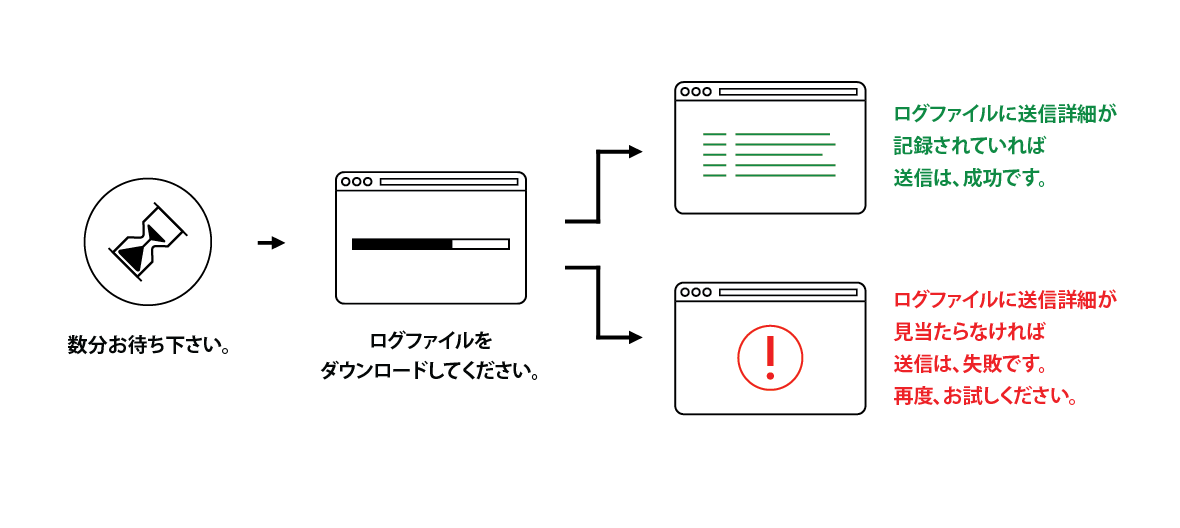 数分お待ち下さい。
ログファイルを
ダウンロードしてください。
ログファイルに送信詳細が
記録されていれば
送信は、成功です。
ログファイルに送信詳細が
見当たらなければ
送信は、失敗です。
再度、お試しください。